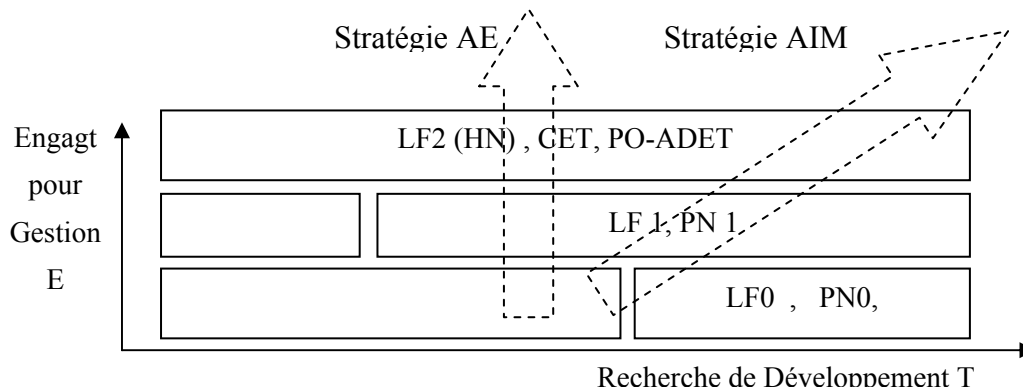 Stratégie AE Stratégie AIM
LF2 (HN) , CET, PO-ADET
Engagt
pour
Gestion
E
LF 1, PN 1
LF0 , PN0,
Recherche de Développement T